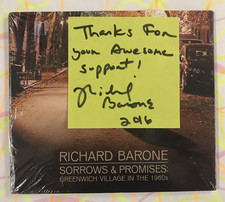 Thanks For
your Awesome
support!
Richard
Barone
2016
RICHARD BARONE
SORROWS & PROMISES:
GREENWICH VILLAGE IN THE 1960s